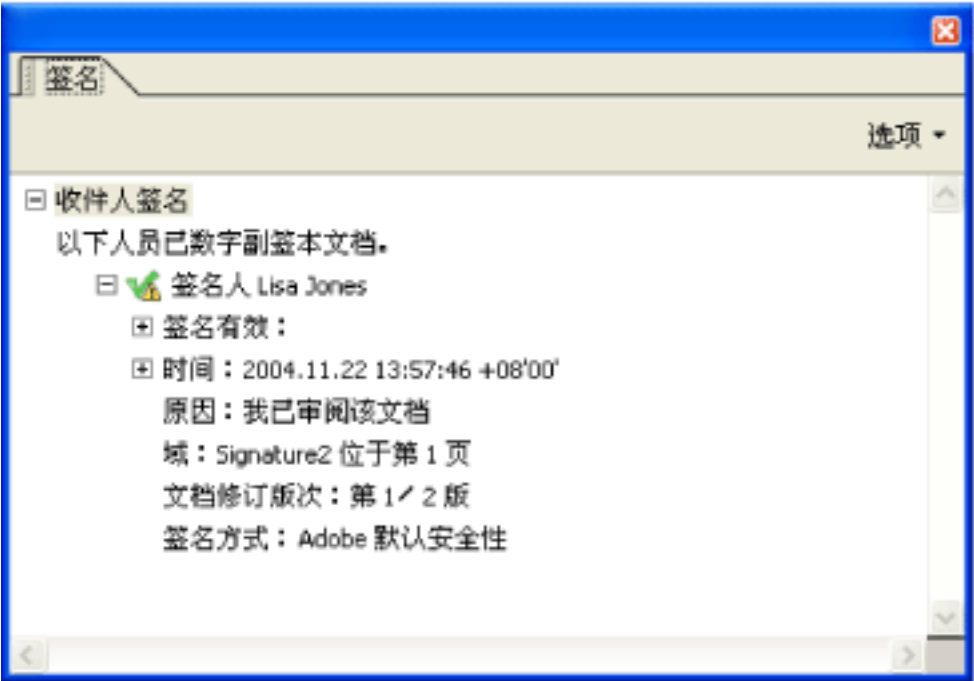 签名
选项
收件人签名
以下人员已数字副签本文档。
签名人 Lisa Jones
签名有效：
时间：2004.11.22 13:57:46 +08'00'
原因：我已审阅该文档
域：Signature2 位于第 1 页
文档修订版次：第 1／ 2 版
签名方式：Adobe 默认安全性